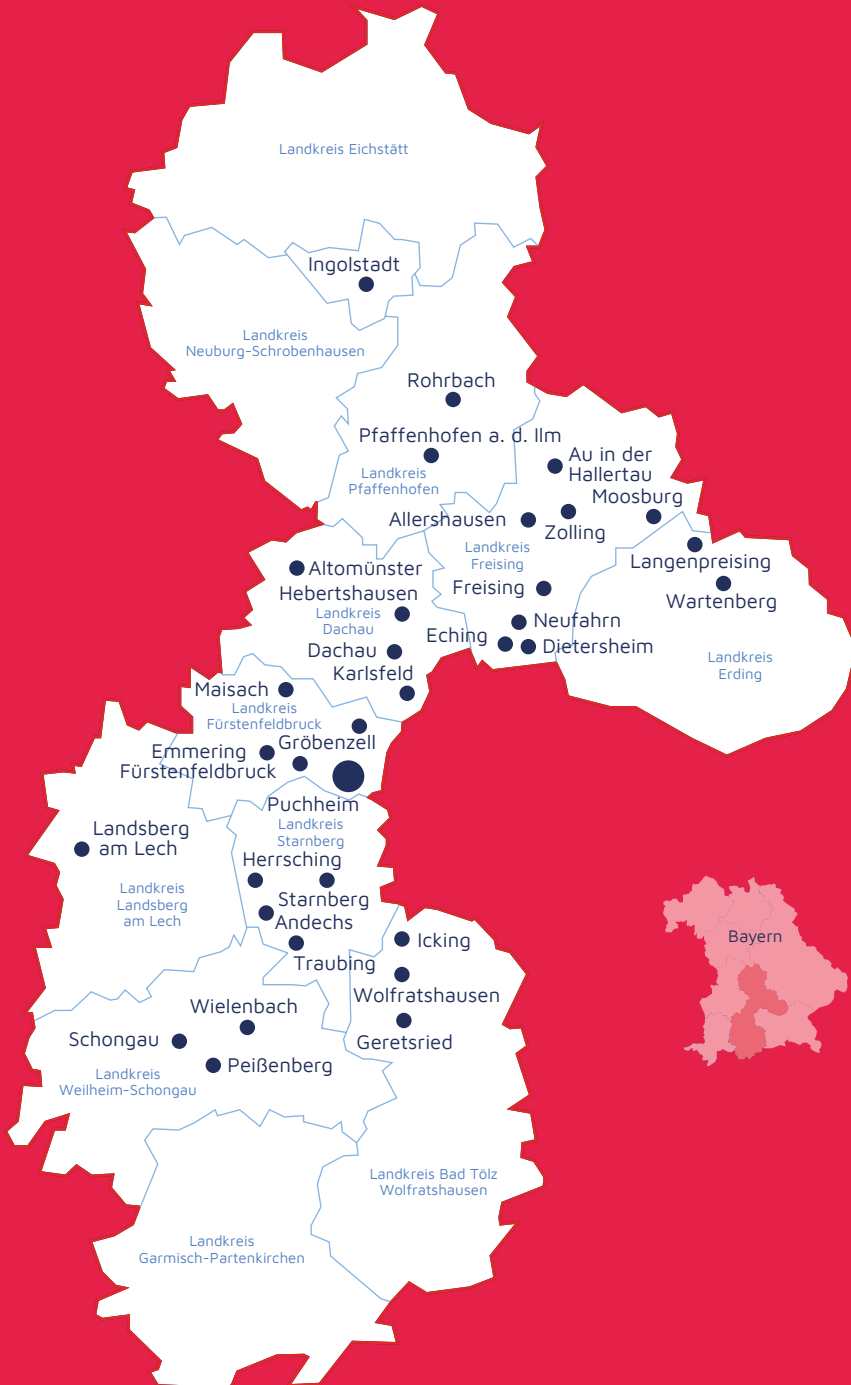 Landkreis Eichstätt
Ingolstadt
Landkreis
Neuburg-Schrobenhausen
Rohrbach
Pfaffenhofen a. d. Ilm
Landkreis
Pfaffenhofen
Au in der
Hallertau
Moosburg
Allershausen
Zolling
Landkreis
Freising
Langenpreising
Altomünster
Freising
Hebertshausen
Wartenberg
Landkreis
Dachau
Neufahrn
Eching
Dietersheim
Dachau
Landkreis
Erding
Karlsfeld
Maisach
Landkreis
Fürstenfeldbruck
Gröbenzell
Emmering
Fürstenfeldbruck
Puchheim
Landkreis
Starnberg
Landsberg
am Lech
Herrsching
Landkreis
Landsberg
am Lech
Starnberg
Andechs
Icking
Bayern
Traubing
Wolfratshausen
Wielenbach
Schongau
Geretsried
Peißenberg
Landkreis
Weilheim-Schongau
Landkreis Bad Tölz
Wolfratshausen
Landkreis
Garmisch-Partenkirchen